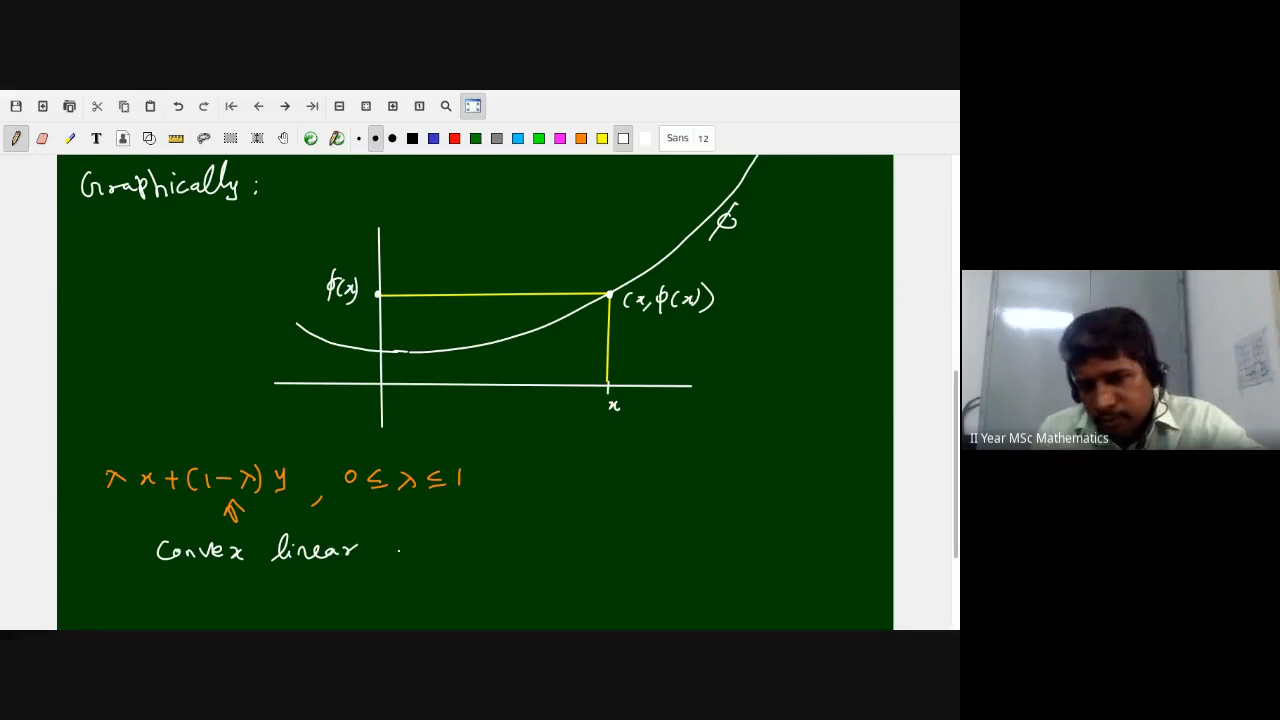 Sans 12
Graphically :
ϕ
ϕ(x)
(x, ϕ(x))
x
λ x + (1 - λ) y , 0 ≤ λ ≤ 1
Convex linear
II Year MSc Mathematics